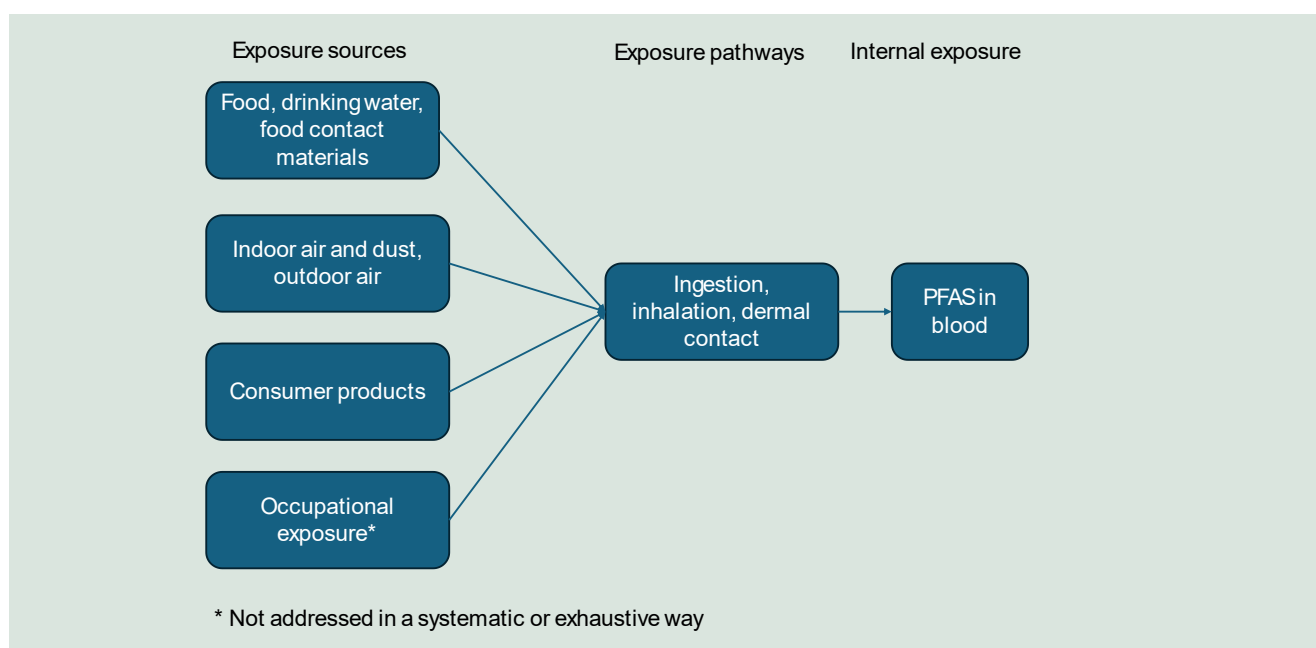 Exposure sources
Exposure pathways
Internal exposure
Food, drinking water,
food contact
materials
Indoor air and dust,
outdoor air
Consumer products
Occupational
exposure*
Ingestion,
inhalation, dermal
contact
PFAS in
blood
* Not addressed in a systematic or exhaustive way